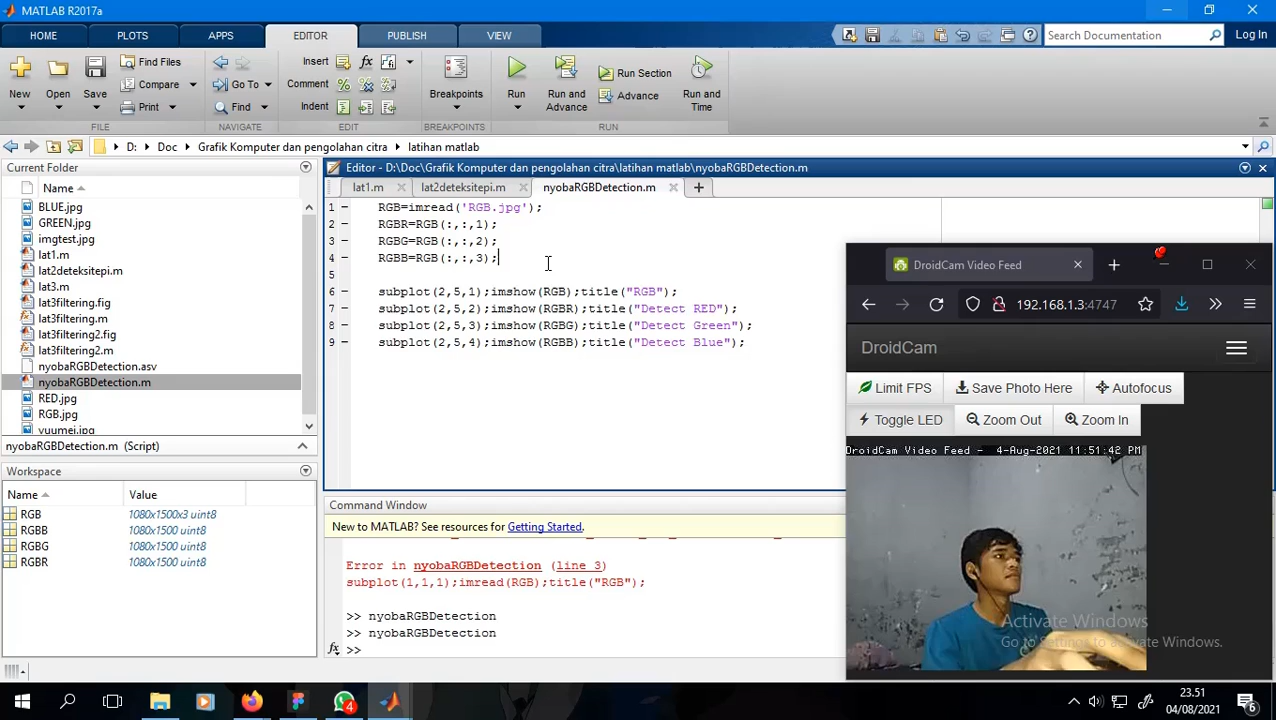 MATLAB R2017a
HOME PLOTS APPS EDITOR PUBLISH VIEW Search Documentation Log In
Find Files Insert fx
Compare Go To Comment Run Section
New Open Save Print Find Indent Breakpoints Run Run and Advance Advance Run and Time
FILE NAVIGATE EDIT BREAKPOINTS RUN
D: Doc Grafik Komputer dan pengolahan citra latihan matlab
Current Folder
Name
BLUE.jpg
GREEN.jpg
imgtest.jpg
lat1.m
lat2deteksitepi.m
lat3.m
lat3filtering.fig
lat3filtering.m
lat3filtering2.fig
lat3filtering2.m
nyobaRGBDetection.asv
nyobaRGBDetection.m
RED.jpg
RGB.jpg
yuumei.jpg
nyobaRGBDetection.m (Script)
Workspace
Name Value
RGB 1080x1500x3 uint8
RGBB 1080x1500 uint8
RGBG 1080x1500 uint8
RGBR 1080x1500 uint8
Editor - D:\Doc\Grafik Komputer dan pengolahan citra\latihan matlab\nyobaRGBDetection.m
lat1.m lat2deteksitepi.m nyobaRGBDetection.m
1 - RGB=imread('RGB.jpg');
2 - RGBR=RGB(:,:,1);
3 - RGBG=RGB(:,:,2);
4 - RGBB=RGB(:,:,3);
5
6 - subplot(2,5,1);imshow(RGB);title("RGB");
7 - subplot(2,5,2);imshow(RGBR);title("Detect RED");
8 - subplot(2,5,3);imshow(RGBG);title("Detect Green");
9 - subplot(2,5,4);imshow(RGBB);title("Detect Blue");
Command Window
New to MATLAB? See resources for Getting Started.
Error in nyobaRGBDetection (line 3)
subplot(1,1,1);imread(RGB);title("RGB");
>> nyobaRGBDetection
>> nyobaRGBDetection
fx >>
DroidCam Video Feed
192.168.1.3:4747
DroidCam
Limit FPS Save Photo Here Autofocus
Toggle LED Zoom Out Zoom In
DroidCam Video Feed - 4-Aug-2021 11:51:42 PM
Activate Windows
Go to Settings to activate Windows.
4
23.51
04/08/2021
6